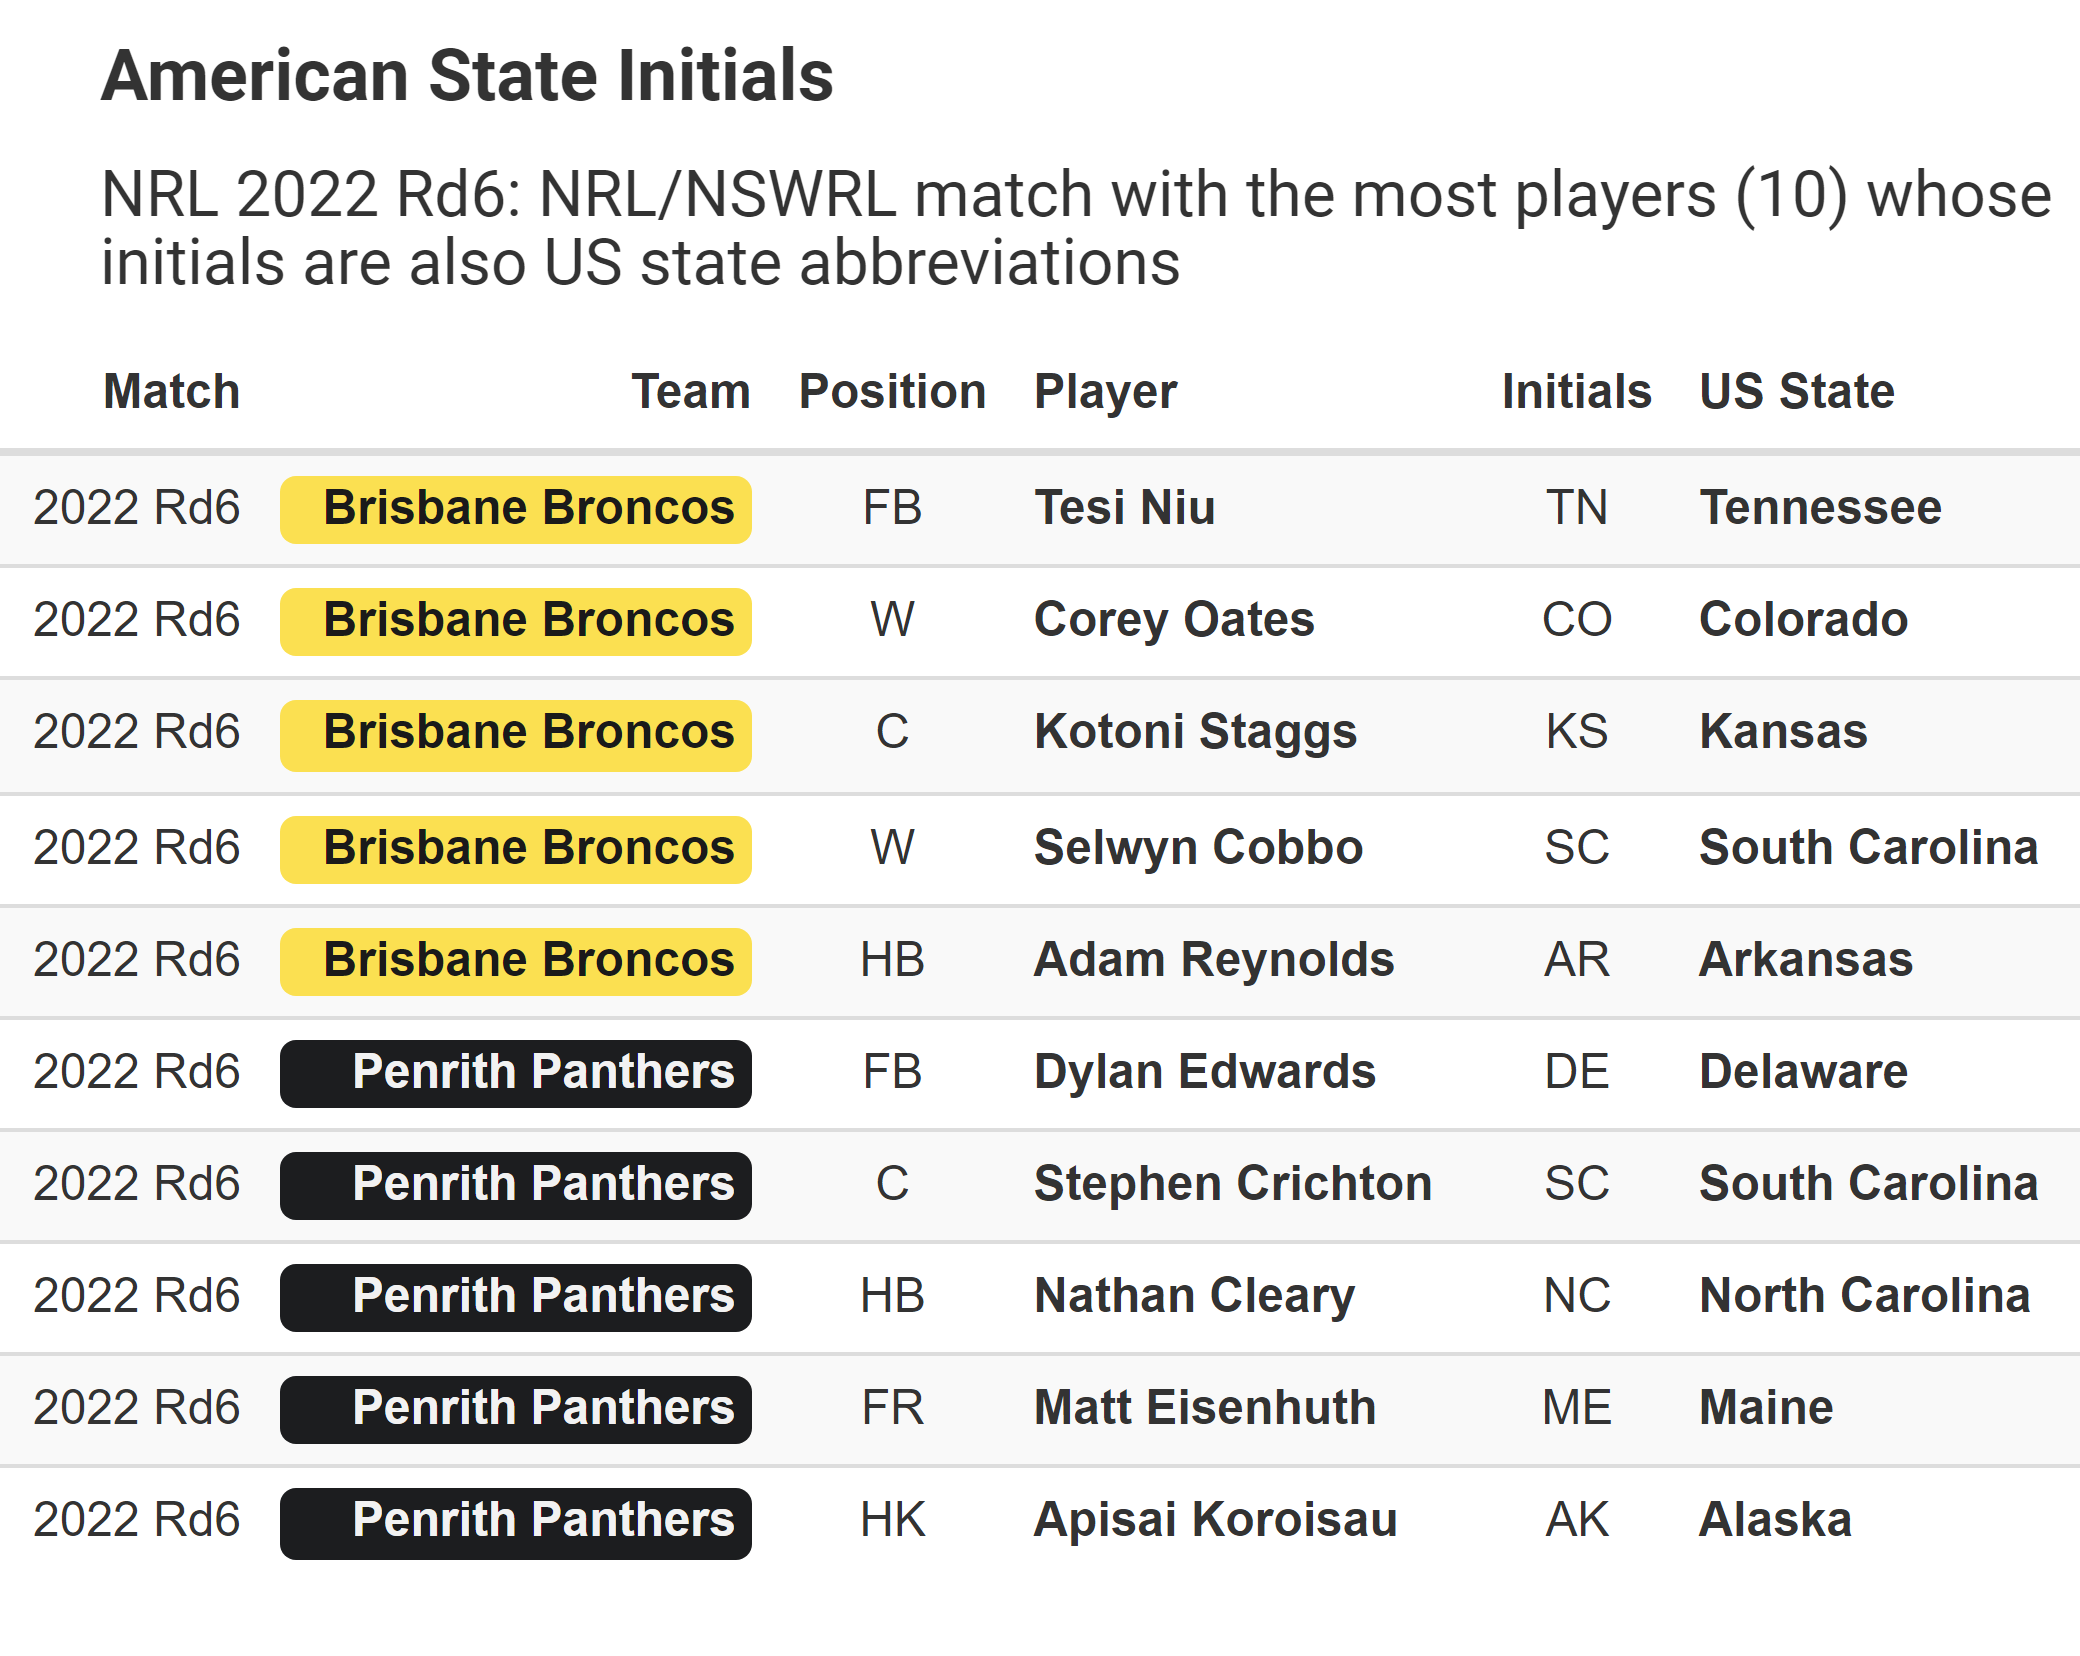 American State Initials
NRL 2022 Rd6: NRL/NSWRL match with the most players (10) whose
initials are also US state abbreviations
Match Team Position Player Initials US State
2022 Rd6 Brisbane Broncos FB Tesi Niu TN Tennessee
2022 Rd6 Brisbane Broncos W Corey Oates CO Colorado
2022 Rd6 Brisbane Broncos C Kotoni Staggs KS Kansas
2022 Rd6 Brisbane Broncos W Selwyn Cobbo SC South Carolina
2022 Rd6 Brisbane Broncos HB Adam Reynolds AR Arkansas
2022 Rd6 Penrith Panthers FB Dylan Edwards DE Delaware
2022 Rd6 Penrith Panthers C Stephen Crichton SC South Carolina
2022 Rd6 Penrith Panthers HB Nathan Cleary NC North Carolina
2022 Rd6 Penrith Panthers FR Matt Eisenhuth ME Maine
2022 Rd6 Penrith Panthers HK Apisai Koroisau AK Alaska